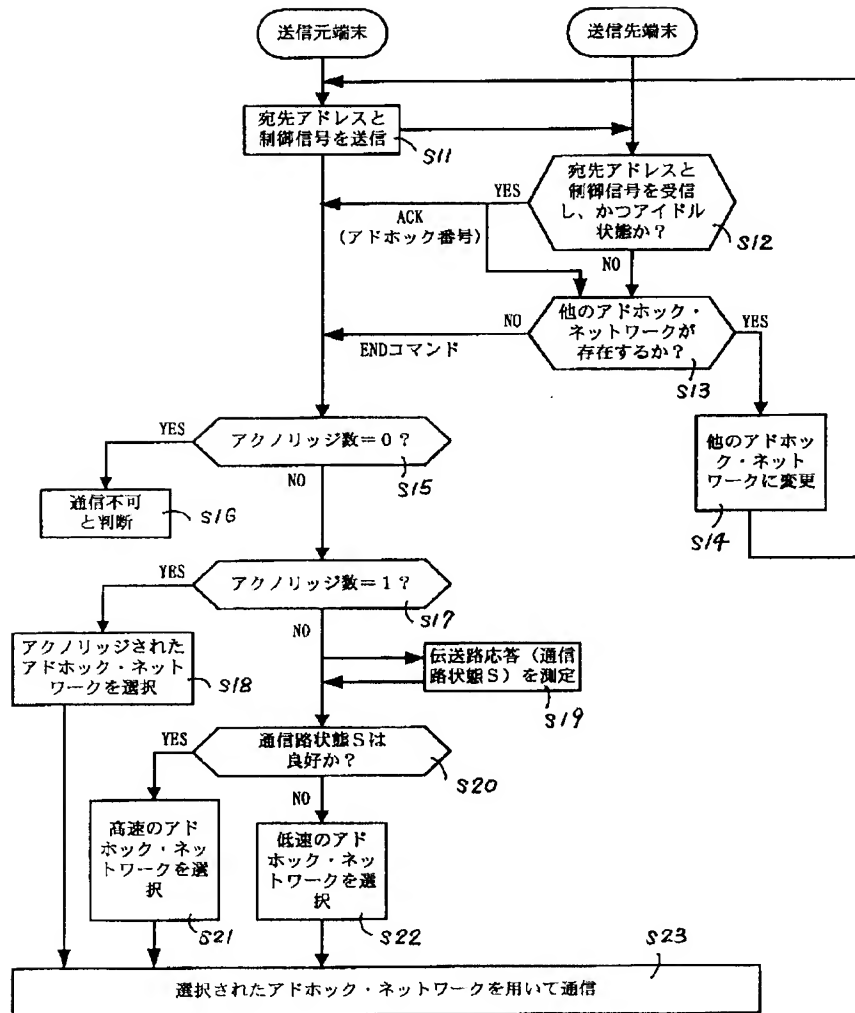 送信元端末
送信先端末
宛先アドレスと
制御信号を送信
S11
宛先アドレスと
制御信号を受信
し、かつアイドル
状態か？
S12
YES
ACK
（アドホック番号）
NO
他のアドホック・
ネットワークが
存在するか？
S13
NO
ENDコマンド
YES
他のアドホッ
ク・ネット
ワークに変更
S14
アクノリッジ数＝０？
S15
YES
NO
通信不可
と判断
S16
アクノリッジ数＝１？
S17
YES
NO
アクノリッジされた
アドホック・ネット
ワークを選択
S18
伝送路応答（通信
路状態Ｓ）を測定
S19
通信路状態Ｓは
良好か？
S20
YES
NO
高速のアド
ホック・ネッ
トワークを選
択
S21
低速のアド
ホック・ネッ
トワークを選
択
S22
S23
選択されたアドホック・ネットワークを用いて通信